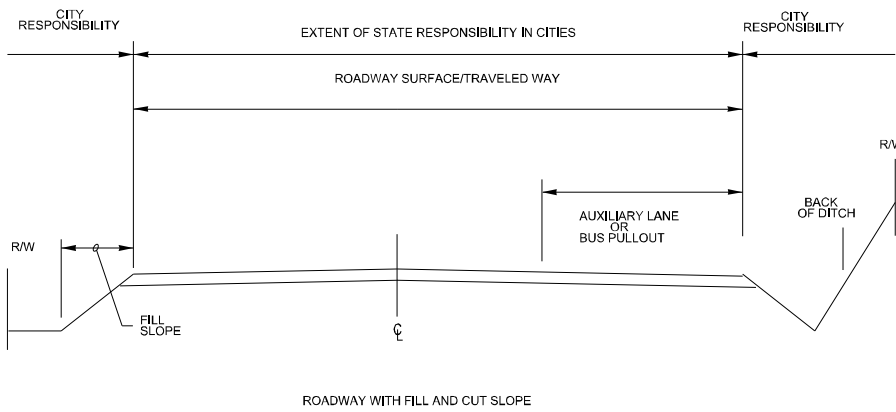 CITY
RESPONSIBILITY
EXTENT OF STATE RESPONSIBILITY IN CITIES
CITY
RESPONSIBILITY
ROADWAY SURFACE/TRAVELED WAY
R/W
AUXILIARY LANE
OR
BUS PULLOUT
BACK
OF DITCH
R/W
FILL
SLOPE
CL
ROADWAY WITH FILL AND CUT SLOPE